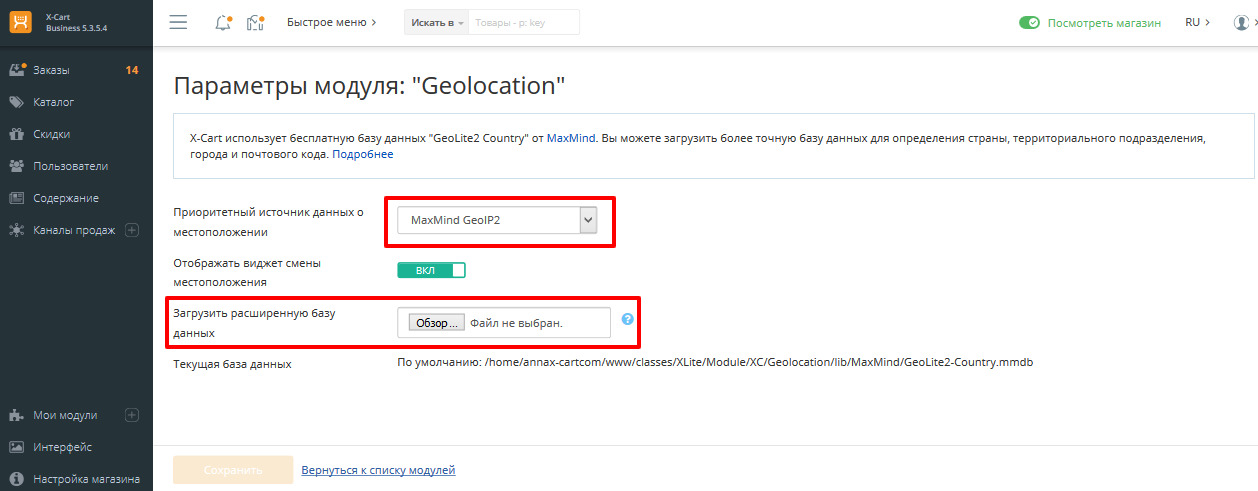 X-Cart
Business 5.3.5.4
Быстрое меню
Искать в
Товары - p: key
Посмотреть магазин
RU
Заказы
14
Каталог
Скидки
Пользователи
Содержание
Каналы продаж
Мои модули
Интерфейс
Настройка магазина
Параметры модуля: "Geolocation"
X-Cart использует бесплатную базу данных "GeoLite2 Country" от MaxMind. Вы можете загрузить более точную базу данных для определения страны, территориального подразделения,
города и почтового кода. Подробнее
Приоритетный источник данных о
местоположении
MaxMind GeoIP2
Отображать виджет смены
местоположения
ВКЛ
Загрузить расширенную базу
данных
Обзор... Файл не выбран.
?
Текущая база данных
По умолчанию: /home/annax-cartcom/www/classes/XLite/Module/XC/Geolocation/lib/MaxMind/GeoLite2-Country.mmdb
Сохранить
Вернуться к списку модулей